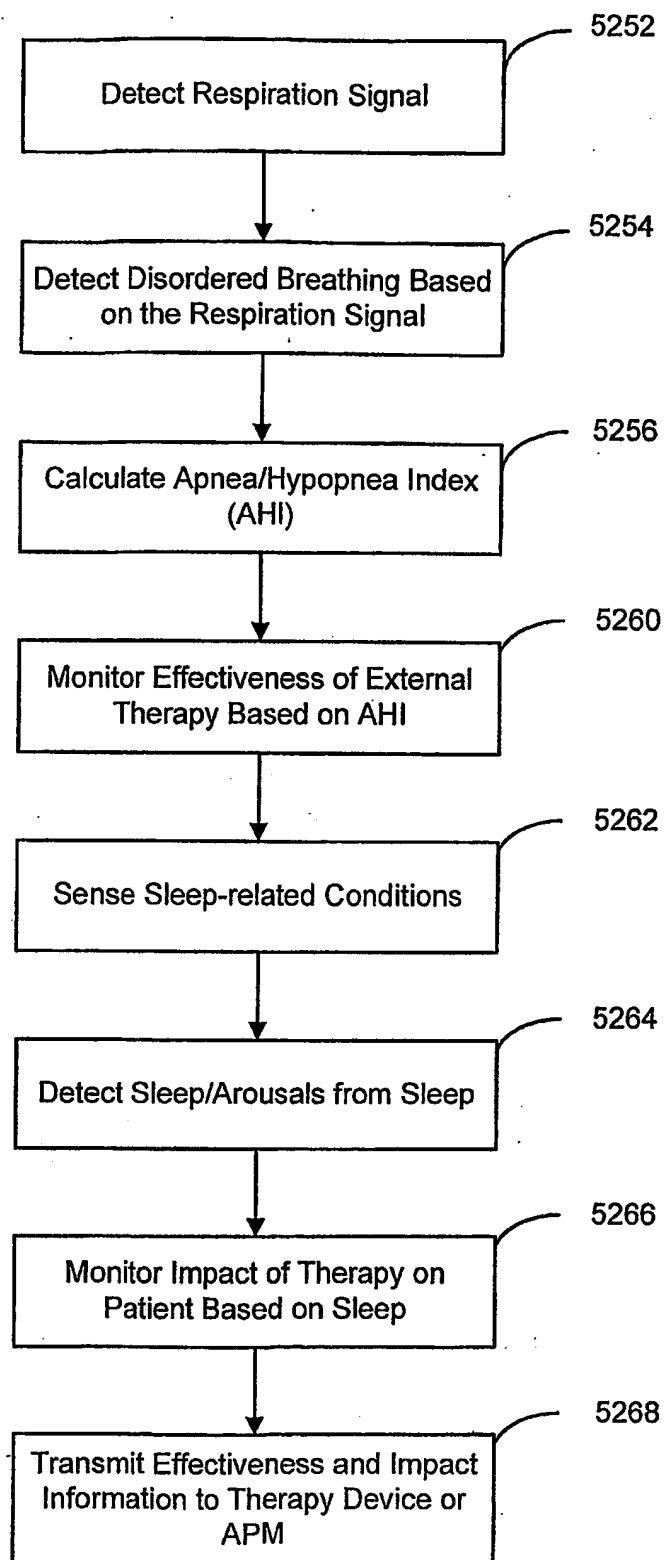 5252
Detect Respiration Signal
5254
Detect Disordered Breathing Based
on the Respiration Signal
5256
Calculate Apnea/Hypopnea Index
(AHI)
5260
Monitor Effectiveness of External
Therapy Based on AHI
5262
Sense Sleep-related Conditions
5264
Detect Sleep/Arousals from Sleep
5266
Monitor Impact of Therapy on
Patient Based on Sleep
5268
Transmit Effectiveness and Impact
Information to Therapy Device or
APM